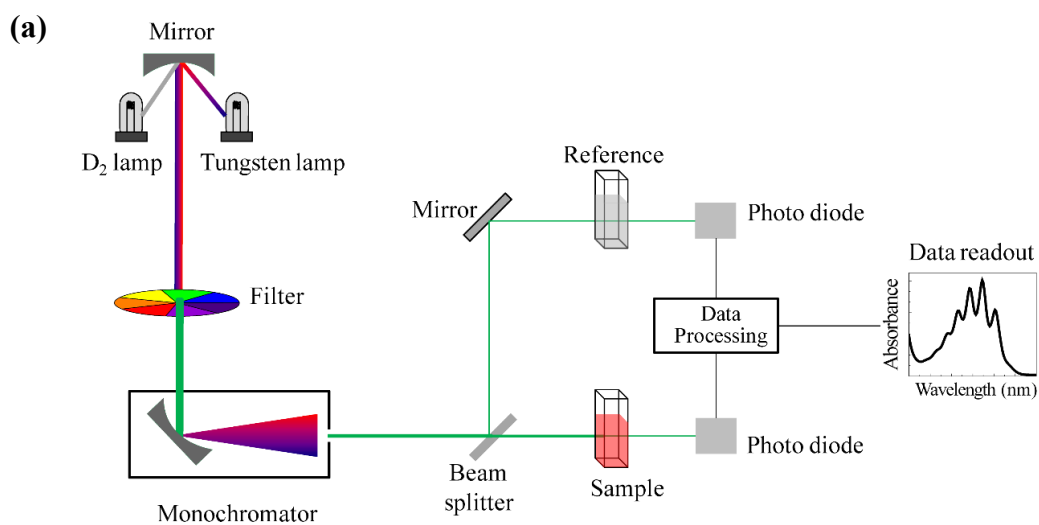 (a)
Mirror
D₂ lamp
Tungsten lamp
Reference
Mirror
Photo diode
Data readout
Filter
Data
Processing
Absorbance
Wavelength (nm)
Beam
splitter
Sample
Photo diode
Monochromator